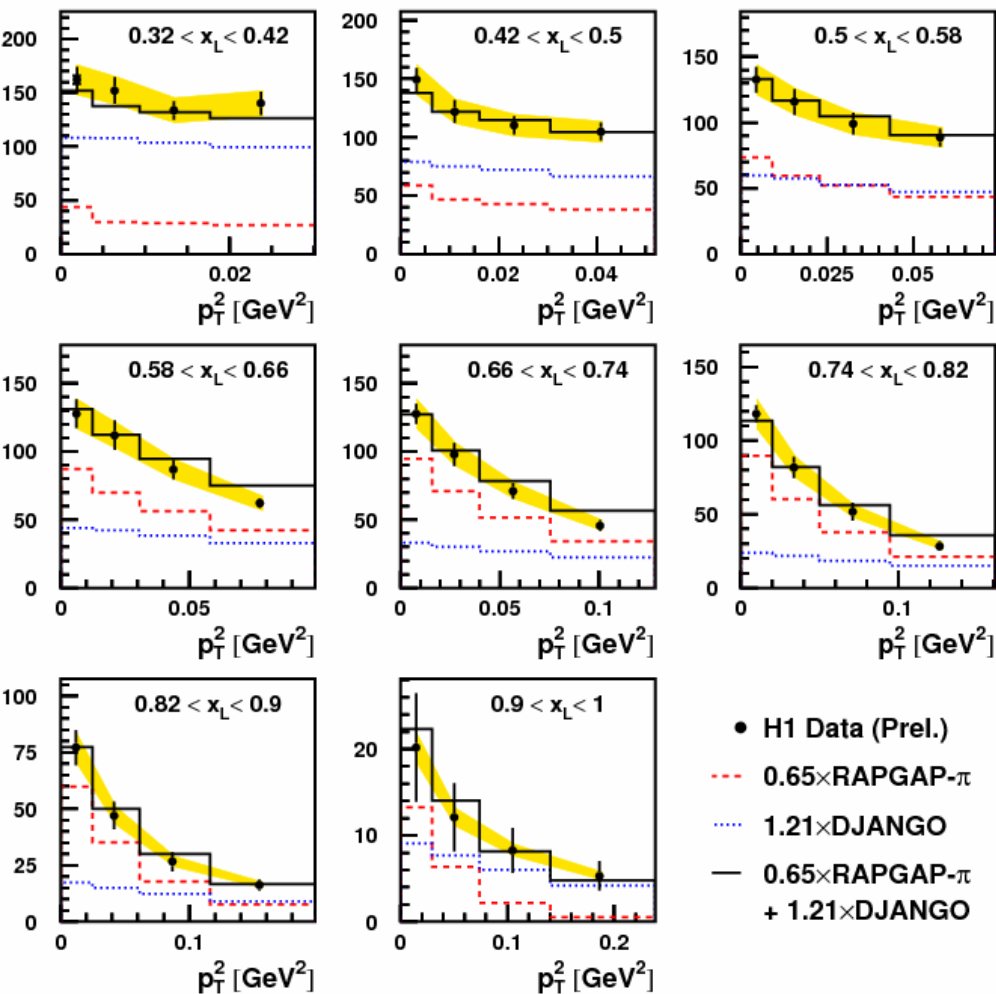 0.32 < x_L < 0.42
200
150
100
50
0
0 0.02
p_T^2 [GeV^2]
0.42 < x_L < 0.5
200
150
100
50
0
0 0.02 0.04
p_T^2 [GeV^2]
0.5 < x_L < 0.58
150
100
50
0
0 0.025 0.05
p_T^2 [GeV^2]
0.58 < x_L < 0.66
150
100
50
0
0 0.05
p_T^2 [GeV^2]
0.66 < x_L < 0.74
150
100
50
0
0 0.05 0.1
p_T^2 [GeV^2]
0.74 < x_L < 0.82
150
100
50
0
0 0.1
p_T^2 [GeV^2]
0.82 < x_L < 0.9
100
75
50
25
0
0 0.1
p_T^2 [GeV^2]
0.9 < x_L < 1
20
10
0
0 0.1 0.2
p_T^2 [GeV^2]
H1 Data (Prel.)
0.65×RAPGAP-π
1.21×DJANGO
0.65×RAPGAP-π
+ 1.21×DJANGO